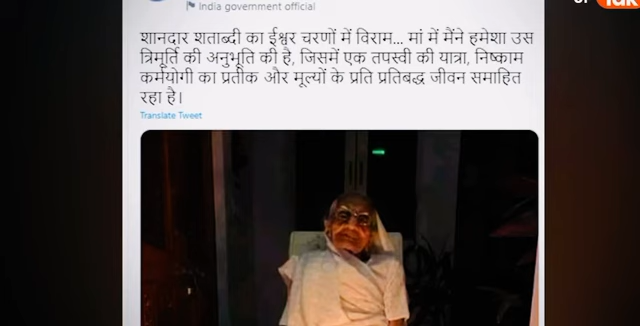 India government official
शानदार शताब्दी का ईश्वर चरणों में विराम... मां में मैंने हमेशा उस
त्रिमूर्ति की अनुभूति की है, जिसमें एक तपस्वी की यात्रा, निष्काम
कर्मयोगी का प्रतीक और मूल्यों के प्रति प्रतिबद्ध जीवन समाहित
रहा है।
Translate Tweet